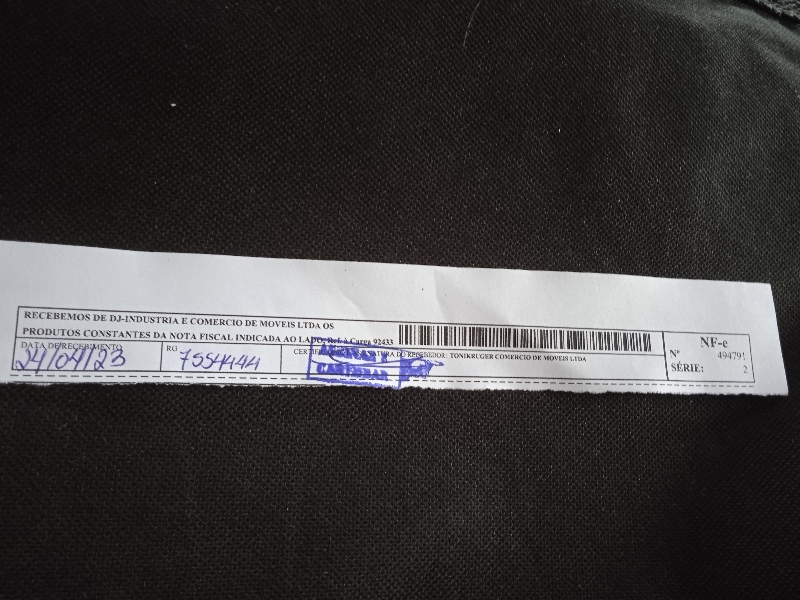 RECEBEMOS DE DJ-INDUSTRIA E COMERCIO DE MOVEIS LTDA OS
PRODUTOS CONSTANTES DA NOTA FISCAL INDICADA AO LADO. Ref. à Carga 92433
DATA DE RECEBIMENTO
24/04/23
RG
7554444
ASSINATURA DO RECEBEDOR: TONIKRUGER COMERCIO DE MOVEIS LTDA
NF-e
Nº 494791
SÉRIE: 2